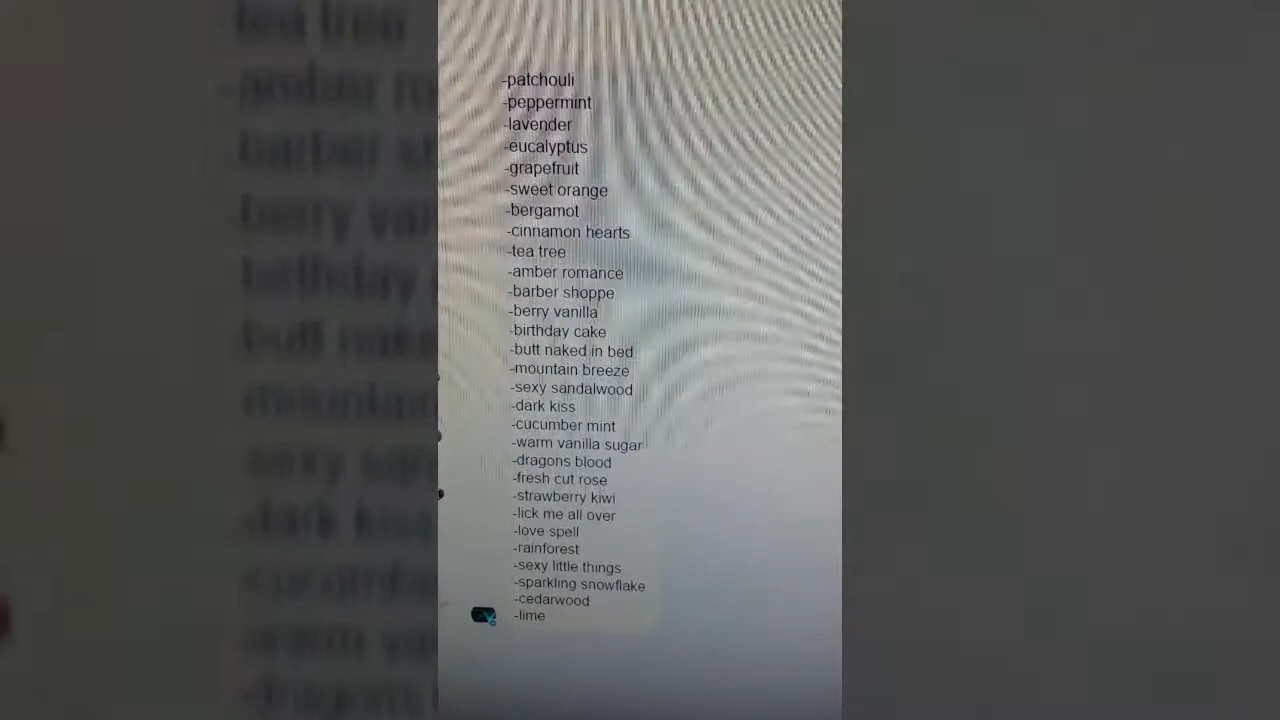 -patchouli
-peppermint
-lavender
-eucalyptus
-grapefruit
-sweet orange
-bergamot
-cinnamon hearts
-tea tree
-amber romance
-barber shoppe
-berry vanilla
-birthday cake
-butt naked in bed
-mountain breeze
-sexy sandalwood
-dark kiss
-cucumber mint
-warm vanilla sugar
-dragons blood
-fresh cut rose
-strawberry kiwi
-lick me all over
-love spell
-rainforest
-sexy little things
-sparkling snowflake
-cedarwood
-lime